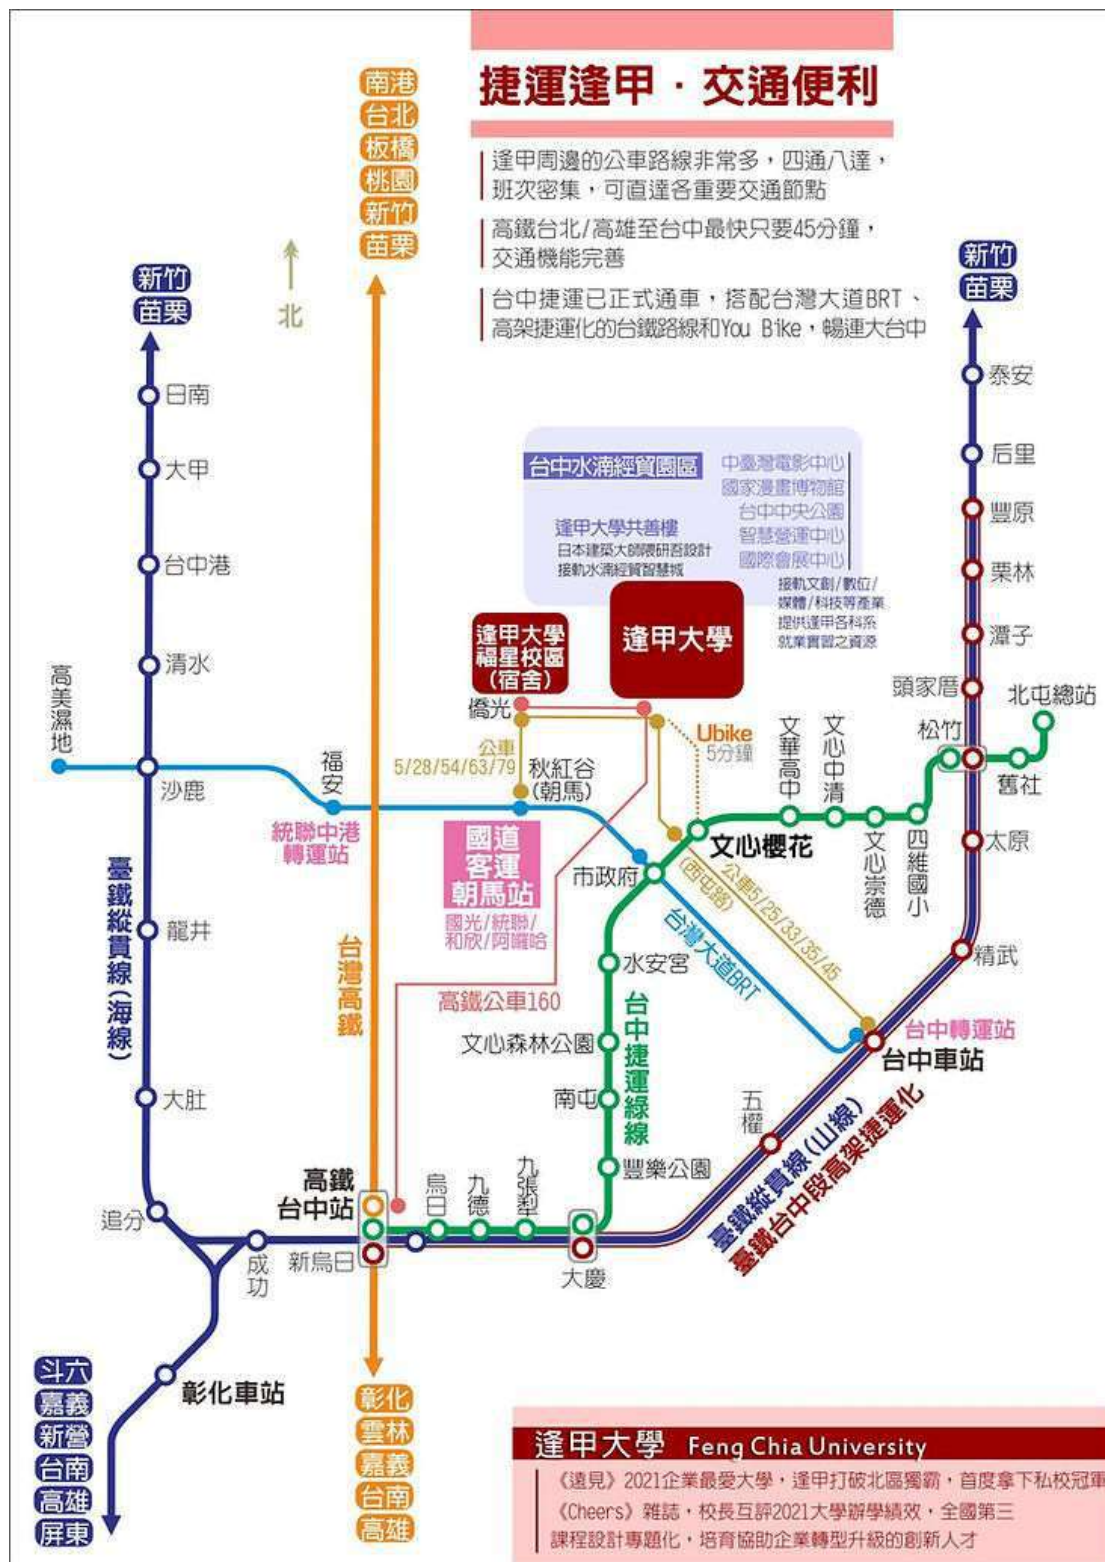 捷運逢甲・交通便利
逢甲周邊的公車路線非常多，四通八達，
班次密集，可直達各重要交通節點
高鐵台北/高雄至台中最快只要45分鐘，
交通機能完善
台中捷運已正式通車，搭配台灣大道BRT、
高架捷運化的台鐵路線和You Bike，暢連大台中
南港
台北
板橋
桃園
新竹
苗栗
北
新竹
苗栗
日南
大甲
台中港
清水
高美濕地
沙鹿
龍井
大肚
追分
臺鐵縱貫線(海線)
成功
彰化車站
斗六
嘉義
新營
台南
高雄
屏東
福安
統聯中港
轉運站
台灣高鐵
高鐵
台中站
新烏日
彰化
雲林
嘉義
台南
高雄
台中水湳經貿園區
中臺灣電影中心
國家漫畫博物館
台中中央公園
智慧營運中心
國際會展中心
逢甲大學共善樓
日本建築大師隈研吾設計
接軌水湳經貿智慧城
接軌文創/數位/
媒體/科技等產業
提供逢甲各科系
就業實習之資源
逢甲大學
福星校區
(宿舍)
逢甲大學
僑光
公車
5/28/54/63/79
秋紅谷
(朝馬)
國道
客運
朝馬站
國光/統聯/
和欣/阿囉哈
高鐵公車160
Ubike
5分鐘
文心櫻花
市政府
水安宮
文心森林公園
南屯
豐樂公園
台中捷運綠線
烏日
九德
九張犁
大慶
文華高中
文心中清
文心崇德
四維國小
松竹
舊社
北屯總站
公車5/25/33/35/45
(西屯路)
台灣大道BRT
新竹
苗栗
泰安
后里
豐原
栗林
潭子
頭家厝
太原
精武
台中轉運站
台中車站
五權
臺鐵縱貫線(山線)
臺鐵台中段高架捷運化
逢甲大學 Feng Chia University
《遠見》2021企業最愛大學，逢甲打破北區獨霸，首度拿下私校冠軍
《Cheers》雜誌，校長互評2021大學辦學績效，全國第三
課程設計專題化，培育協助企業轉型升級的創新人才